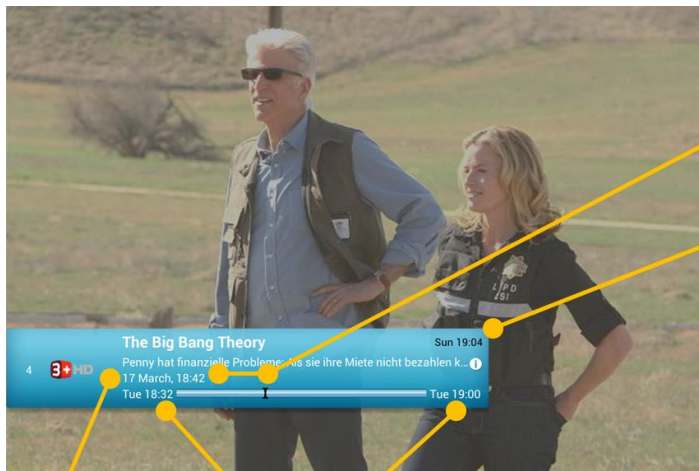 The Big Bang Theory
Sun 19:04
4
3+ HD
Penny hat finanzielle Probleme: Als sie ihre Miete nicht bezahlen k...
17 March, 18:42
Tue 18:32
Tue 19:00